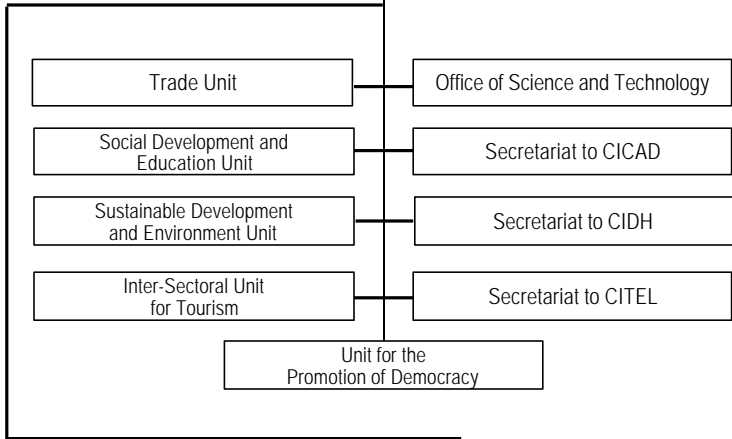 Trade Unit
Office of Science and Technology
Social Development and
Education Unit
Secretariat to CICAD
Sustainable Development
and Environment Unit
Secretariat to CIDH
Inter-Sectoral Unit
for Tourism
Secretariat to CITEL
Unit for the
Promotion of Democracy